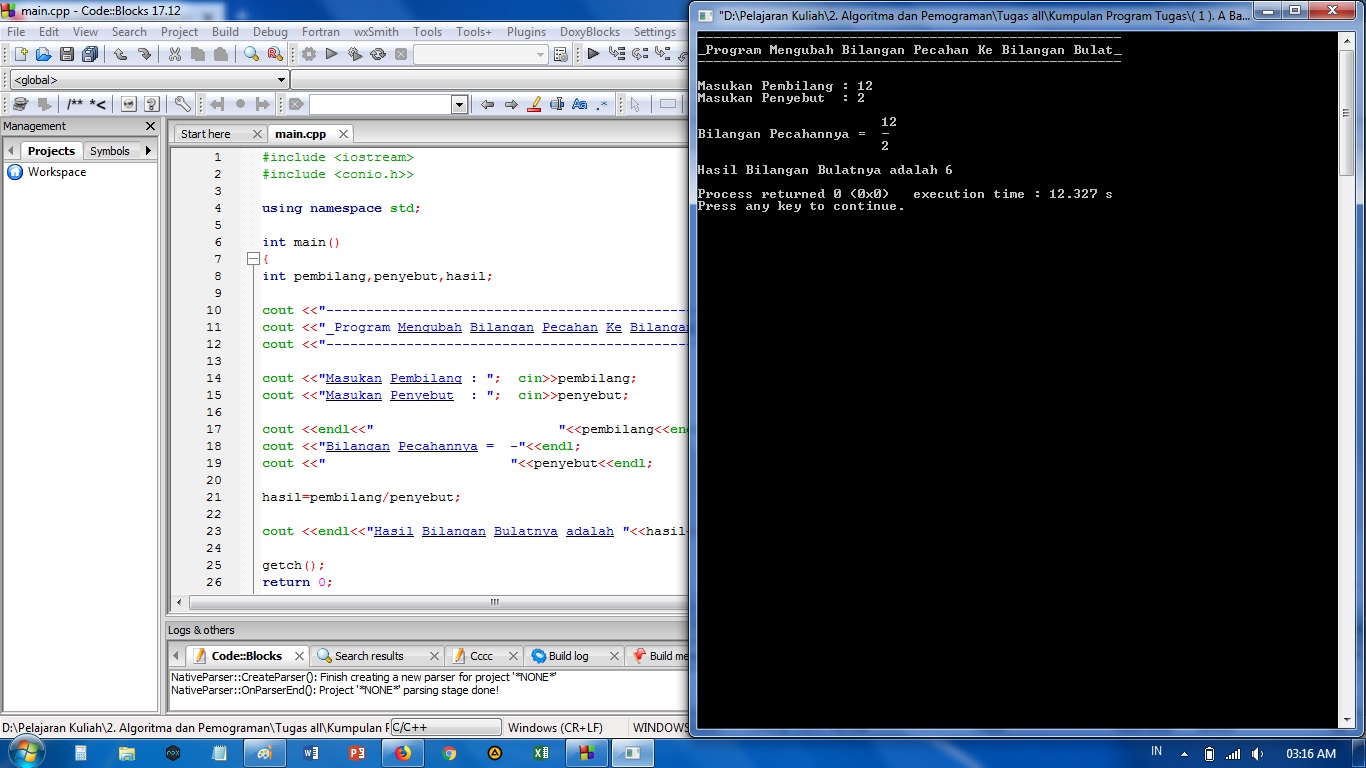 main.cpp - Code::Blocks 17.12
File Edit View Search Project Build Debug Fortran wxSmith Tools Tools+ Plugins DoxyBlocks Settings
<global>
/** *<
Aa .*
Management
Projects Symbols
Workspace
Start here main.cpp
1 #include <iostream>
2 #include <conio.h>>
3
4 using namespace std;
5
6 int main()
7 {
8 int pembilang,penyebut,hasil;
9
10 cout <<"---------------------------------------------
11 cout <<"_Program Mengubah Bilangan Pecahan Ke Bilangan
12 cout <<"---------------------------------------------
13
14 cout <<"Masukan Pembilang : ";  cin>>pembilang;
15 cout <<"Masukan Penyebut  : ";  cin>>penyebut;
16
17 cout <<endl<<"                       "<<pembilang<<end
18 cout <<"Bilangan Pecahannya =  -"<<endl;
19 cout <<"                       "<<penyebut<<endl;
20
21 hasil=pembilang/penyebut;
22
23 cout <<endl<<"Hasil Bilangan Bulatnya adalah "<<hasil<
24
25 getch();
26 return 0;
Logs & others
Code::Blocks Search results Cccc Build log Build me
NativeParser::CreateParser(): Finish creating a new parser for project '*NONE*'
NativeParser::OnParserEnd(): Project '*NONE*' parsing stage done!
D:\Pelajaran Kuliah\2. Algoritma dan Pemograman\Tugas all\Kumpulan P C/C++ Windows (CR+LF) WINDOWS
"D:\Pelajaran Kuliah\2. Algoritma dan Pemograman\Tugas all\Kumpulan Program Tugas\( 1 ). A Ba...
-----------------------------------------------------
_Program Mengubah Bilangan Pecahan Ke Bilangan Bulat_
-----------------------------------------------------
Masukan Pembilang : 12
Masukan Penyebut  : 2
12
Bilangan Pecahannya =  -
2
Hasil Bilangan Bulatnya adalah 6
Process returned 0 (0x0)   execution time : 12.327 s
Press any key to continue.
IN 03:16 AM